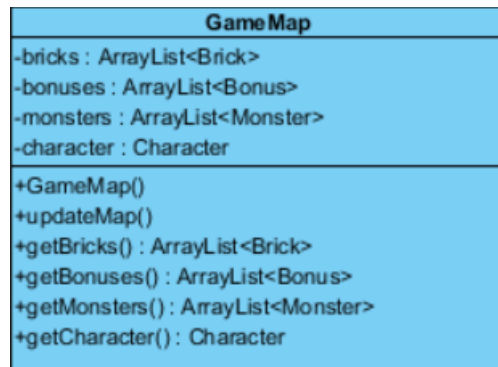 GameMap
-bricks : ArrayList<Brick>
-bonuses : ArrayList<Bonus>
-monsters : ArrayList<Monster>
-character : Character
+GameMap()
+updateMap()
+getBricks() : ArrayList<Brick>
+getBonuses() : ArrayList<Bonus>
+getMonsters() : ArrayList<Monster>
+getCharacter() : Character